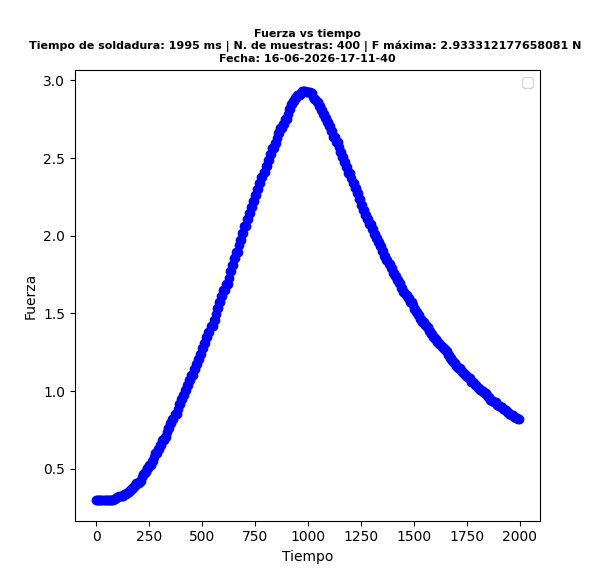 Fuerza vs tiempo
Tiempo de soldadura: 1995 ms | N. de muestras: 400 | F máxima: 2.933312177658081 N
Fecha: 16-06-2026-17-11-40
3.0
2.5
2.0
1.5
1.0
0.5
Fuerza
0 250 500 750 1000 1250 1500 1750 2000
Tiempo